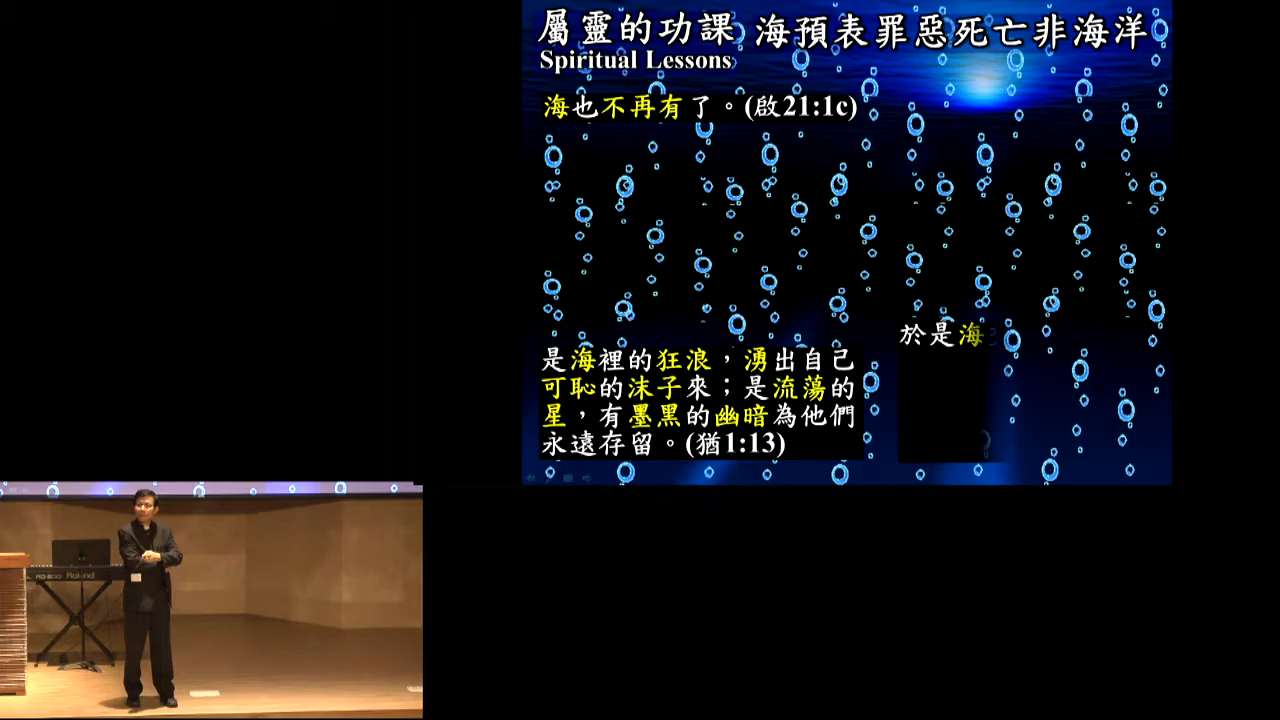 屬靈的功課 海預表罪惡死亡非海洋
Spiritual Lessons
海也不再有了。(啟21:1c)
於是海
是海裡的狂浪，湧出自己
可恥的沫子來；是流蕩的
星，有墨黑的幽暗為他們
永遠存留。(猶1:13)
RD 800 Roland